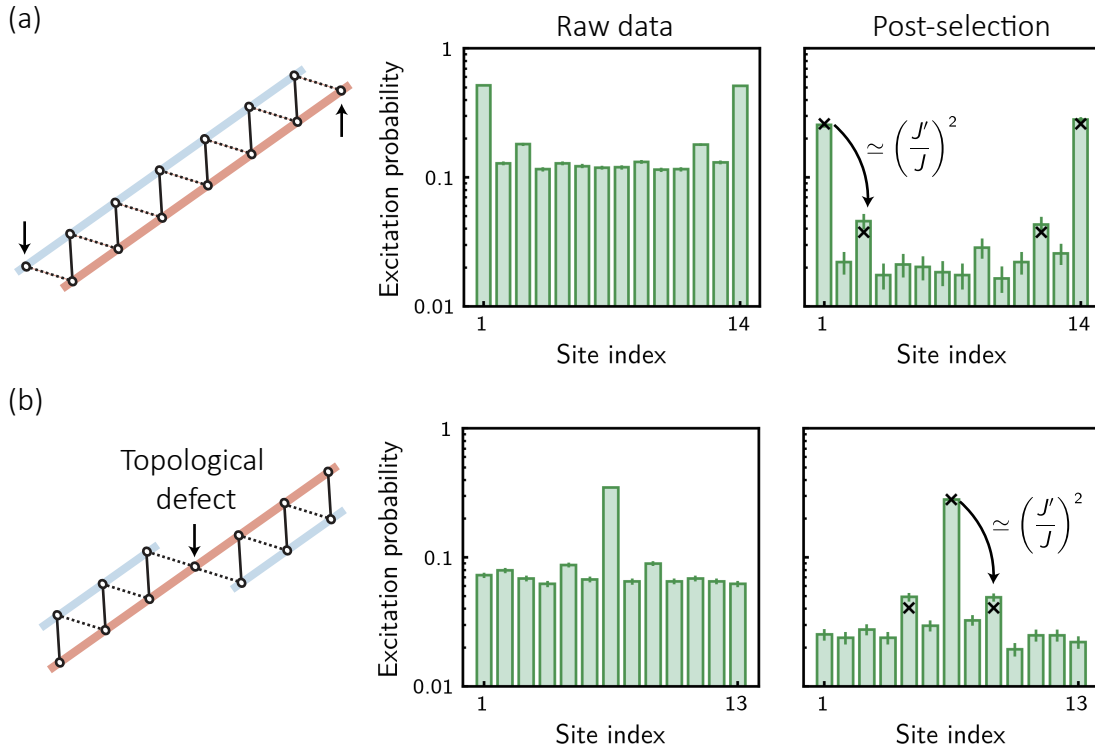 (a)
Raw data
Post-selection
Excitation probability
1
0.1
0.01
1
14
Site index
≃ (J′/J)²
1
14
Site index
(b)
Topological
defect
Excitation probability
1
0.1
0.01
1
13
Site index
≃ (J′/J)²
1
13
Site index